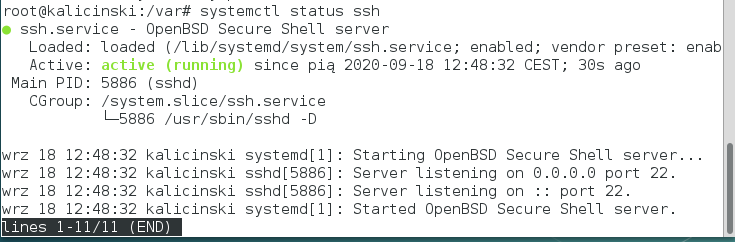 root@kalicinski:/var# systemctl status ssh
● ssh.service - OpenBSD Secure Shell server
   Loaded: loaded (/lib/systemd/system/ssh.service; enabled; vendor preset: enab
   Active: active (running) since pią 2020-09-18 12:48:32 CEST; 30s ago
 Main PID: 5886 (sshd)
   CGroup: /system.slice/ssh.service
           └─5886 /usr/sbin/sshd -D

wrz 18 12:48:32 kalicinski systemd[1]: Starting OpenBSD Secure Shell server...
wrz 18 12:48:32 kalicinski sshd[5886]: Server listening on 0.0.0.0 port 22.
wrz 18 12:48:32 kalicinski sshd[5886]: Server listening on :: port 22.
wrz 18 12:48:32 kalicinski systemd[1]: Started OpenBSD Secure Shell server.
lines 1-11/11 (END)